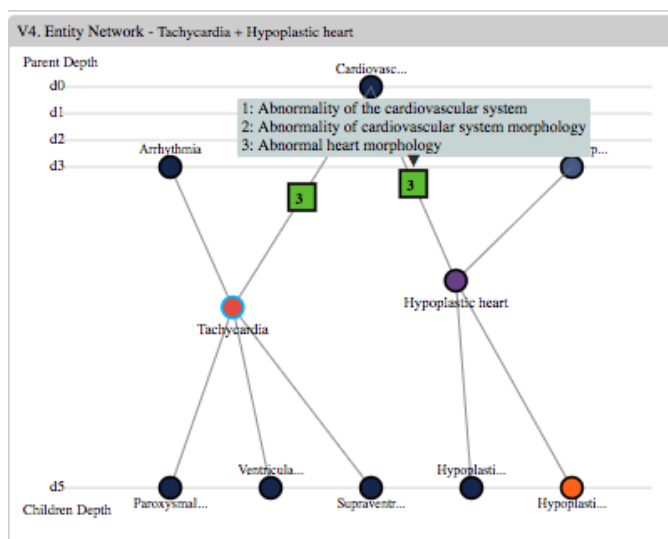 V4. Entity Network - Tachycardia + Hypoplastic heart
Parent Depth
Cardiovasc...
d0
d1
1: Abnormality of the cardiovascular system
2: Abnormality of cardiovascular system morphology
3: Abnormal heart morphology
d2
Arrhythmia
p...
d3
3
3
Hypoplastic heart
Tachycardia
Ventricula...
Hypoplasti...
d5
Paroxysmal...
Supraventr...
Hypoplasti...
Children Depth